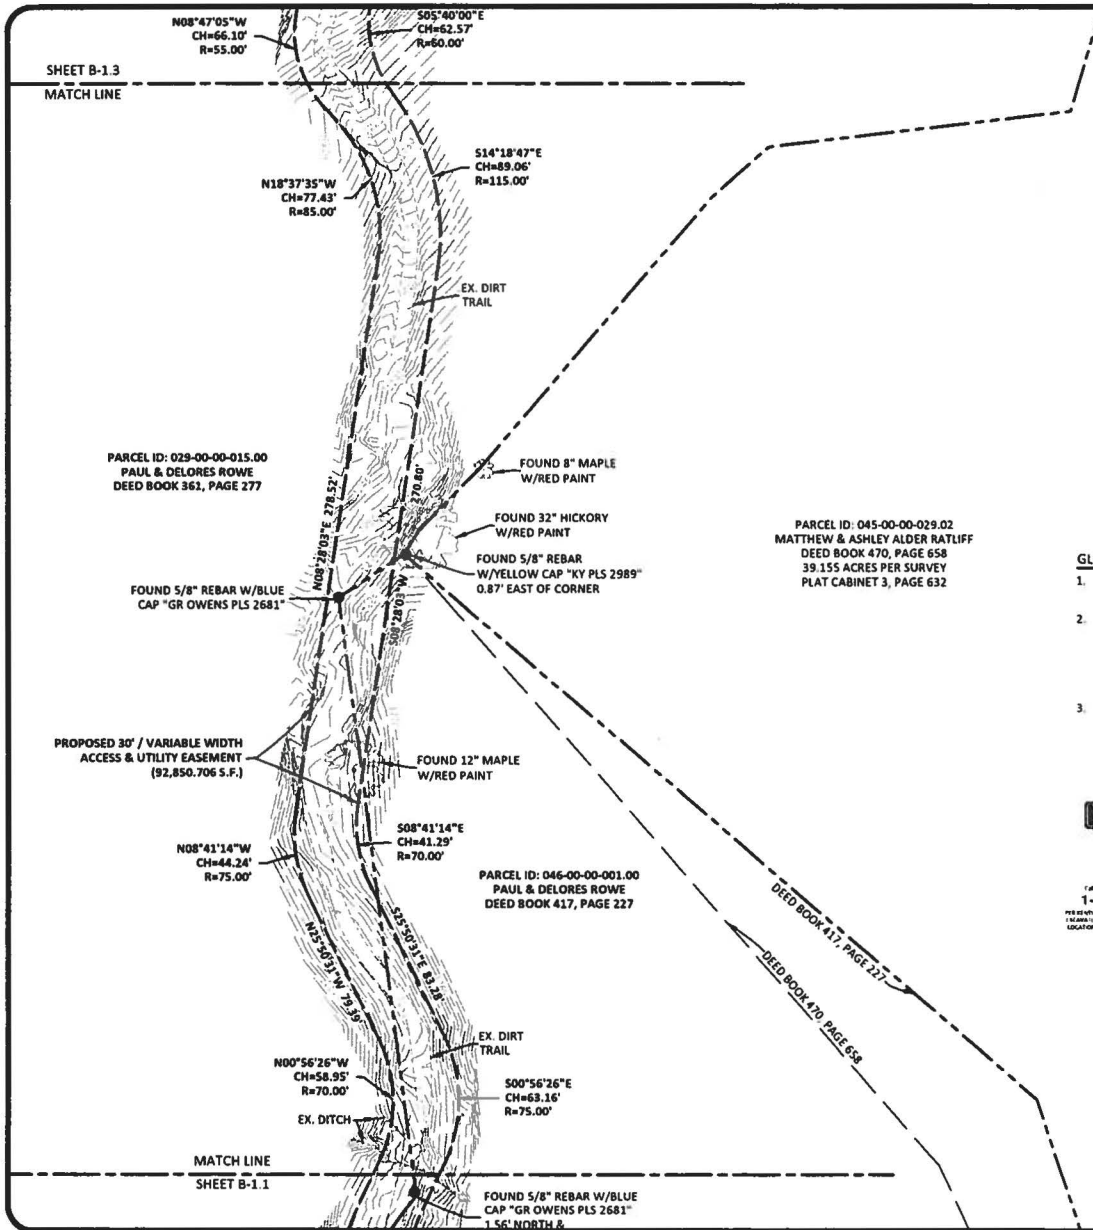 N08°47'05"W
CH=66.10'
R=55.00'
S05°40'00"E
CH=62.57'
R=60.00'
SHEET B-1.3
MATCH LINE
S14°18'47"E
CH=89.06'
R=115.00'
N18°37'35"W
CH=77.43'
R=85.00'
EX. DIRT
TRAIL
PARCEL ID: 029-00-00-015.00
PAUL & DELORES ROWE
DEED BOOK 361, PAGE 277
N08°28'03"E 278.52'
270.80'
S08°28'03"W
FOUND 8" MAPLE
W/RED PAINT
FOUND 32" HICKORY
W/RED PAINT
FOUND 5/8" REBAR
W/YELLOW CAP "KY PLS 2989"
0.87' EAST OF CORNER
PARCEL ID: 045-00-00-029.02
MATTHEW & ASHLEY ALDER RATLIFF
DEED BOOK 470, PAGE 658
39.155 ACRES PER SURVEY
PLAT CABINET 3, PAGE 632
GL
1.
2.
3.
FOUND 5/8" REBAR W/BLUE
CAP "GR OWENS PLS 2681"
PROPOSED 30' / VARIABLE WIDTH
ACCESS & UTILITY EASEMENT
(92,850.706 S.F.)
FOUND 12" MAPLE
W/RED PAINT
N08°41'14"W
CH=44.24'
R=75.00'
S08°41'14"E
CH=41.29'
R=70.00'
PARCEL ID: 046-00-00-001.00
PAUL & DELORES ROWE
DEED BOOK 417, PAGE 227
N25°50'31"W 79.39'
S25°50'31"E 83.28'
DEED BOOK 417, PAGE 227
DEED BOOK 470, PAGE 658
EX. DIRT
TRAIL
N00°56'26"W
CH=58.95'
R=70.00'
S00°56'26"E
CH=63.16'
R=75.00'
EX. DITCH
MATCH LINE
SHEET B-1.1
FOUND 5/8" REBAR W/BLUE
CAP "GR OWENS PLS 2681"
1.56' NORTH &